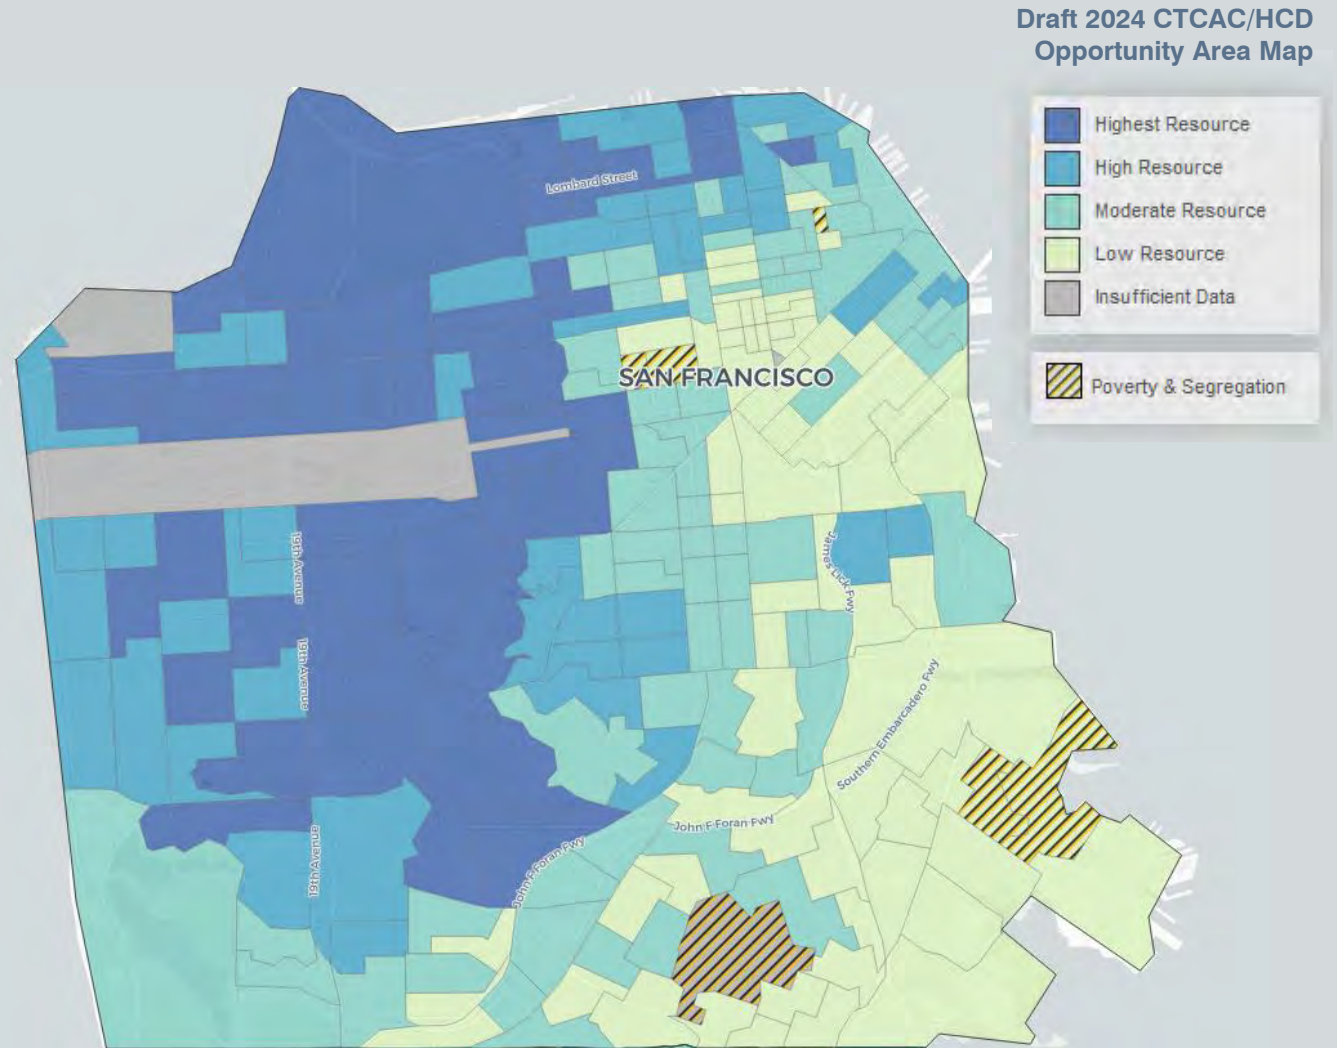 Draft 2024 CTCAC/HCD
Opportunity Area Map
Highest Resource
High Resource
Moderate Resource
Low Resource
Insufficient Data
Poverty & Segregation
Lombard Street
SAN FRANCISCO
19th Avenue
James Lick Fwy
19th Avenue
Southern Embarcadero Fwy
John F Foran Fwy
19th Avenue
John F Foran Fwy